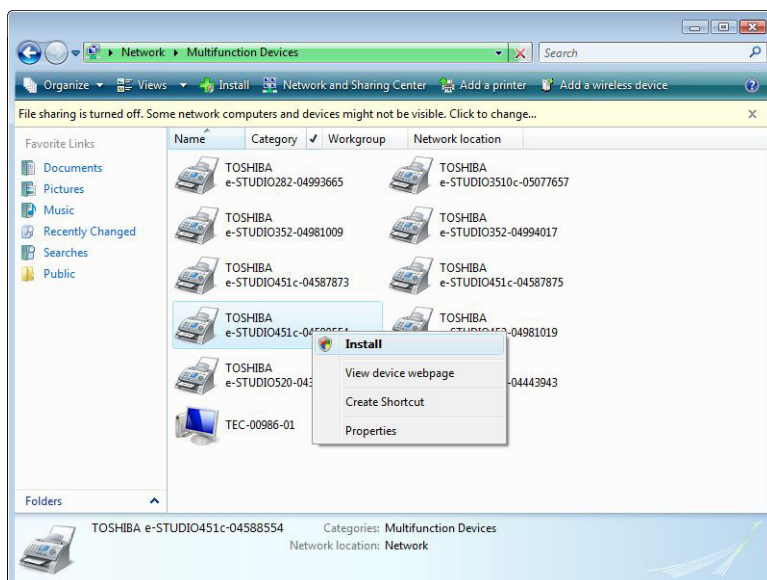 Network ▸ Multifunction Devices
Search
Organize Views Install Network and Sharing Center Add a printer Add a wireless device
File sharing is turned off. Some network computers and devices might not be visible. Click to change...
Favorite Links
Documents
Pictures
Music
Recently Changed
Searches
Public
Folders
Name Category Workgroup Network location
TOSHIBA
e-STUDIO282-04993665
TOSHIBA
e-STUDIO3510c-05077657
TOSHIBA
e-STUDIO352-04981009
TOSHIBA
e-STUDIO352-04994017
TOSHIBA
e-STUDIO451c-04587873
TOSHIBA
e-STUDIO451c-04587875
TOSHIBA
e-STUDIO451c-04588554
TOSHIBA
-04981019
TOSHIBA
e-STUDIO520-043
-04443943
TEC-00986-01
Install
View device webpage
Create Shortcut
Properties
TOSHIBA e-STUDIO451c-04588554
Categories: Multifunction Devices
Network location: Network